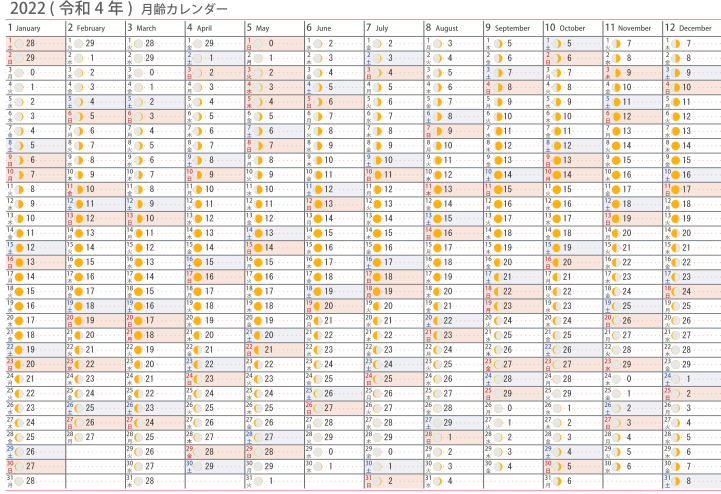 2022(令和4年) 月齢カレンダー
1 January 2 February 3 March 4 April 5 May 6 June 7 July 8 August 9 September 10 October 11 November 12 December
1 土 28 1 火 29 1 火 28 1 金 29 1 日 0 1 水 2 1 金 2 1 月 3 1 木 5 1 土 5 1 火 7 1 木 7
2 日 29 2 水 1 2 水 29 2 土 1 2 月 1 2 木 3 2 土 3 2 火 4 2 金 6 2 日 6 2 水 8 2 金 8
3 月 0 3 木 2 3 木 0 3 日 2 3 火 2 3 金 4 3 日 4 3 水 5 3 土 7 3 月 7 3 木 9 3 土 9
4 火 1 4 金 3 4 金 1 4 月 3 4 水 3 4 土 5 4 月 5 4 木 6 4 日 8 4 火 8 4 金 10 4 日 10
5 水 2 5 土 4 5 土 2 5 火 4 5 木 4 5 日 6 5 火 6 5 金 7 5 月 9 5 水 9 5 土 11 5 月 11
6 木 3 6 日 5 6 日 3 6 水 5 6 金 5 6 月 7 6 水 7 6 土 8 6 火 10 6 木 10 6 日 12 6 火 12
7 金 4 7 月 6 7 月 4 7 木 6 7 土 6 7 火 8 7 木 8 7 日 9 7 水 11 7 金 11 7 月 13 7 水 13
8 土 5 8 火 7 8 火 5 8 金 7 8 日 7 8 水 9 8 金 9 8 月 10 8 木 12 8 土 12 8 火 14 8 木 14
9 日 6 9 水 8 9 水 6 9 土 8 9 月 8 9 木 10 9 土 10 9 火 11 9 金 13 9 日 13 9 水 15 9 金 15
10 月 7 10 木 9 10 木 7 10 日 9 10 火 9 10 金 11 10 日 11 10 水 12 10 土 14 10 月 14 10 木 16 10 土 16
11 火 8 11 金 10 11 金 8 11 月 10 11 水 10 11 土 12 11 月 12 11 木 13 11 日 15 11 火 15 11 金 17 11 日 17
12 水 9 12 土 11 12 土 9 12 火 11 12 木 11 12 日 13 12 火 13 12 金 14 12 月 16 12 水 16 12 土 18 12 月 18
13 木 10 13 日 12 13 日 10 13 水 12 13 金 12 13 月 14 13 水 14 13 土 15 13 火 17 13 木 17 13 日 19 13 火 19
14 金 11 14 月 13 14 月 11 14 木 13 14 土 13 14 火 15 14 木 15 14 日 16 14 水 18 14 金 18 14 月 20 14 水 20
15 土 12 15 火 14 15 火 12 15 金 14 15 日 14 15 水 16 15 金 16 15 月 17 15 木 19 15 土 19 15 火 21 15 木 21
16 日 13 16 水 15 16 水 13 16 土 15 16 月 15 16 木 17 16 土 17 16 火 18 16 金 20 16 日 20 16 水 22 16 金 22
17 月 14 17 木 16 17 木 14 17 日 16 17 火 16 17 金 18 17 日 18 17 水 19 17 土 21 17 月 21 17 木 23 17 土 23
18 火 15 18 金 17 18 金 15 18 月 17 18 水 17 18 土 19 18 月 19 18 木 20 18 日 22 18 火 22 18 金 24 18 日 24
19 水 16 19 土 18 19 土 16 19 火 18 19 木 18 19 日 20 19 火 20 19 金 21 19 月 23 19 水 23 19 土 25 19 月 25
20 木 17 20 日 19 20 日 17 20 水 19 20 金 19 20 月 21 20 水 21 20 土 22 20 火 24 20 木 24 20 日 26 20 火 26
21 金 18 21 月 20 21 月 18 21 木 20 21 土 20 21 火 22 21 木 22 21 日 23 21 水 25 21 金 25 21 月 27 21 水 27
22 土 19 22 火 21 22 火 19 22 金 21 22 日 21 22 水 23 22 金 23 22 月 24 22 木 26 22 土 26 22 火 28 22 木 28
23 日 20 23 水 22 23 水 20 23 土 22 23 月 22 23 木 24 23 土 24 23 火 25 23 金 27 23 日 27 23 水 29 23 金 29
24 月 21 24 木 23 24 木 21 24 日 23 24 火 23 24 金 25 24 日 25 24 水 26 24 土 28 24 月 28 24 木 0 24 土 1
25 火 22 25 金 24 25 金 22 25 月 24 25 水 24 25 土 26 25 月 26 25 木 27 25 日 29 25 火 29 25 金 1 25 日 2
26 水 23 26 土 25 26 土 23 26 火 25 26 木 25 26 日 27 26 火 27 26 金 28 26 月 0 26 水 1 26 土 2 26 月 3
27 木 24 27 日 26 27 日 24 27 水 26 27 金 26 27 月 28 27 水 28 27 土 29 27 火 1 27 木 2 27 日 3 27 火 4
28 金 25 28 月 27 28 月 25 28 木 27 28 土 27 28 火 29 28 木 29 28 日 1 28 水 2 28 金 3 28 月 4 28 水 5
29 土 26 29 火 26 29 金 28 29 日 28 29 水 0 29 金 0 29 月 2 29 木 3 29 土 4 29 火 5 29 木 6
30 日 27 30 水 27 30 土 29 30 月 29 30 木 1 30 土 1 30 火 3 30 金 4 30 日 5 30 水 6 30 金 7
31 月 28 31 木 28 31 火 1 31 日 2 31 水 4 31 月 6 31 土 8